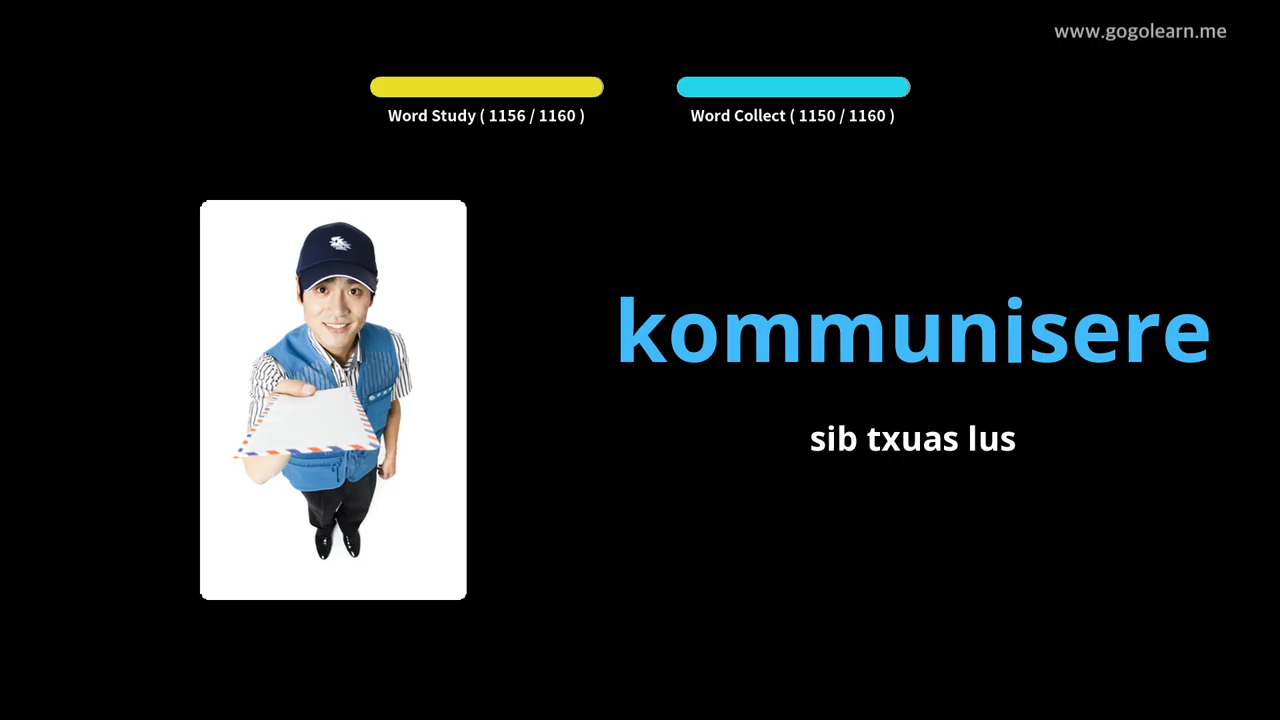 www.gogolearn.me
Word Study ( 1156 / 1160 )
Word Collect ( 1150 / 1160 )
kommunisere
sib txuas lus